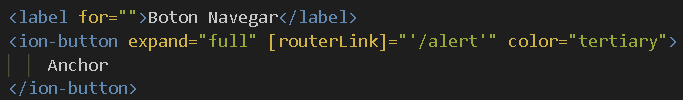 <label for="">Boton Navegar</label>
<ion-button expand="full" [routerLink]="'/alert'" color="tertiary">
Anchor
</ion-button>